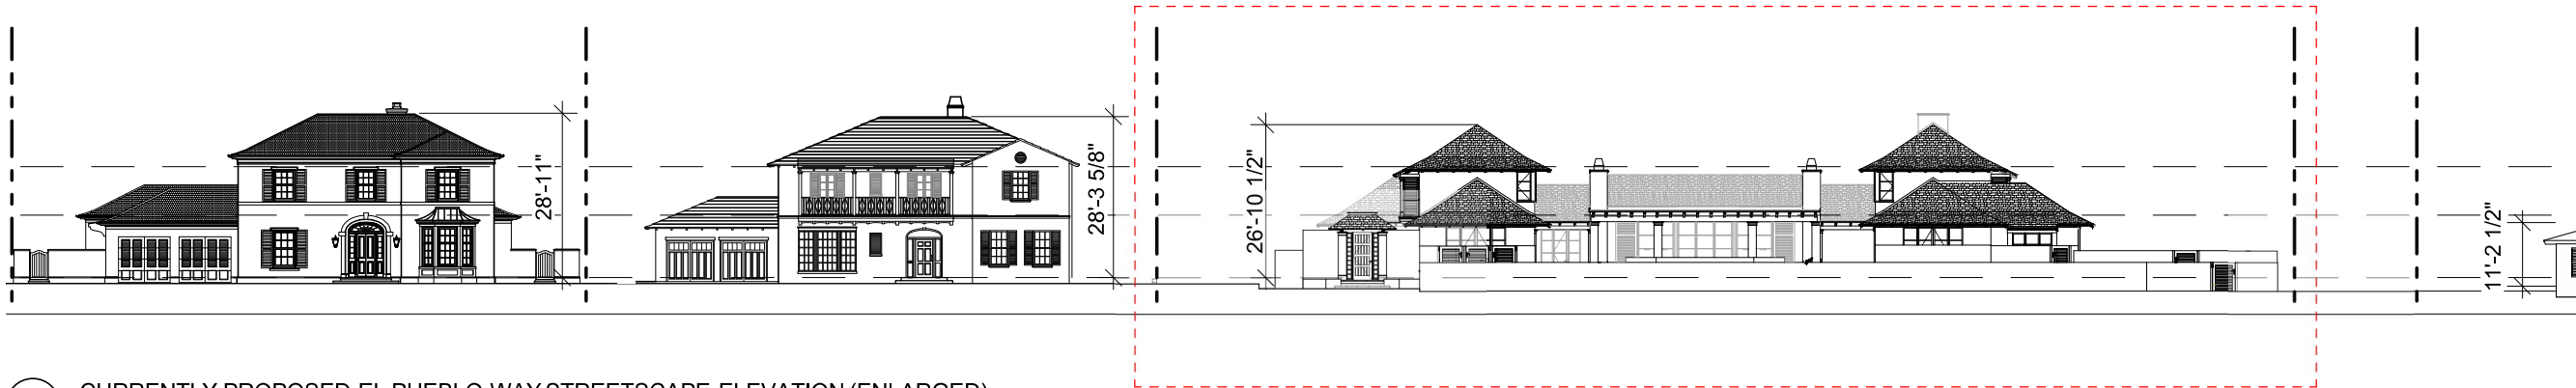 28'-11"
28'-3 5/8"
26'-10 1/2"
11'-2 1/2"
CURRENTLY PROPOSED EL PUEBLO WAY STREETSCAPE ELEVATION (ENLARGED)